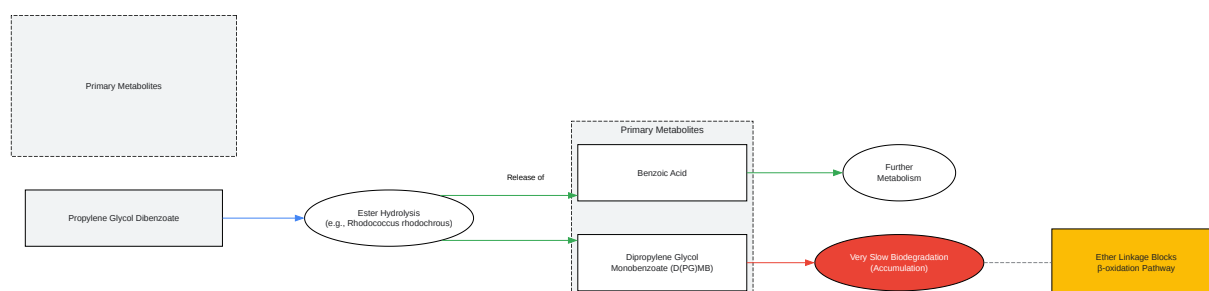 Primary Metabolites
Propylene Glycol Dibenzoate
Ester Hydrolysis
(e.g., Rhodococcus rhodochrous)
Release of
Primary Metabolites
Benzoic Acid
Further
Metabolism
Dipropylene Glycol
Monobenzoate (D(PG)MB)
Very Slow Biodegradation
(Accumulation)
Ether Linkage Blocks
β-oxidation Pathway